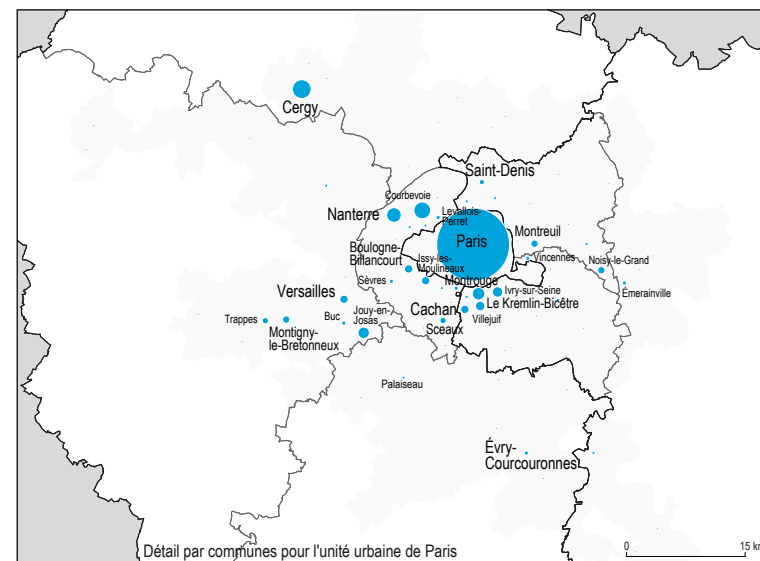 Cergy
Saint-Denis
Courbevoie
Nanterre
Levallois-
Perret
Paris
Montreuil
Boulogne-
Billancourt
Issy-les-
Moulineaux
Vincennes
Noisy-le-Grand
Sèvres
Montrouge
Émerainville
Versailles
Ivry-sur-Seine
Le Kremlin-Bicêtre
Cachan
Villejuif
Trappes
Buc
Jouy-en-
Josas
Sceaux
Montigny-
le-Bretonneux
Palaiseau
Évry-
Courcouronnes
Détail par communes pour l'unité urbaine de Paris
0 15 km